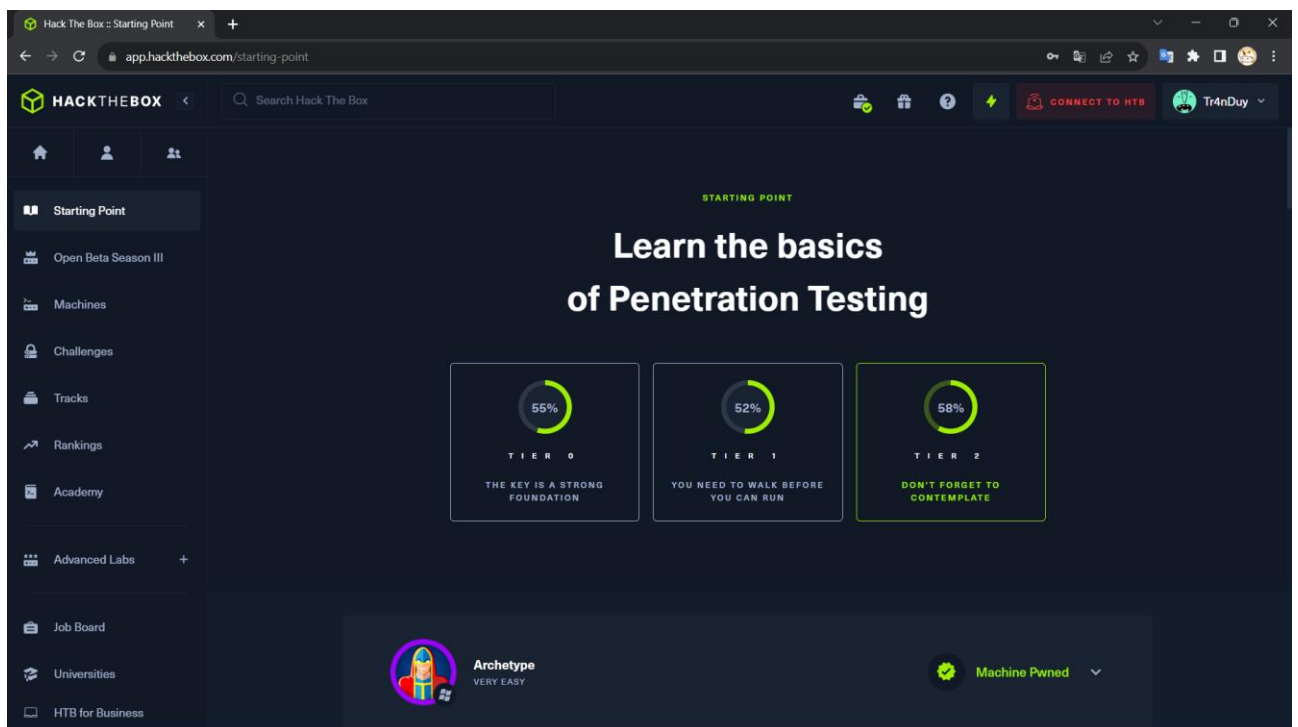 Hack The Box :: Starting Point
app.hackthebox.com/starting-point
HACKTHEBOX
Search Hack The Box
CONNECT TO HTB
Tr4nDuy
Starting Point
Open Beta Season III
Machines
Challenges
Tracks
Rankings
Academy
Advanced Labs
Job Board
Universities
HTB for Business
STARTING POINT
Learn the basics
of Penetration Testing
55%
TIER 0
THE KEY IS A STRONG
FOUNDATION
52%
TIER 1
YOU NEED TO WALK BEFORE
YOU CAN RUN
58%
TIER 2
DON'T FORGET TO
CONTEMPLATE
Archetype
VERY EASY
Machine Pwned